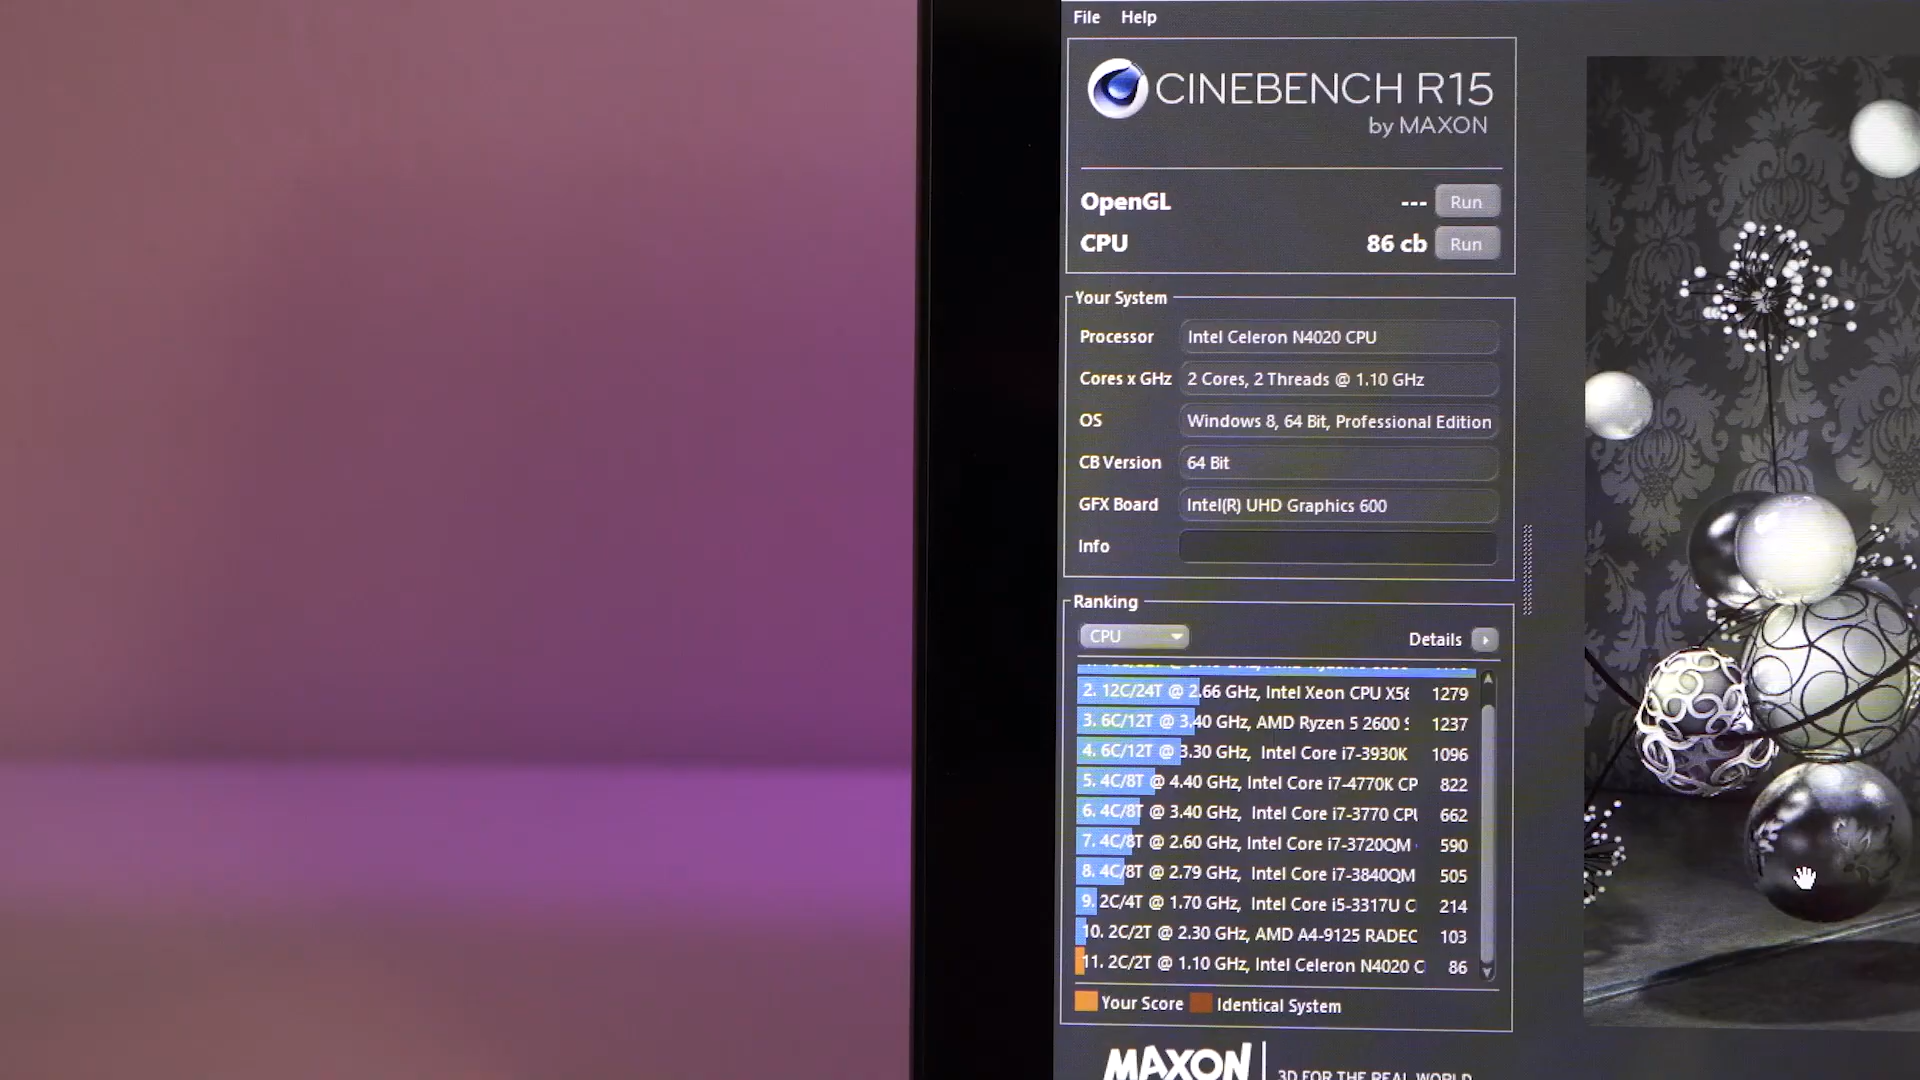 File Help
CINEBENCH R15
by MAXON
OpenGL --- Run
CPU 86 cb Run
Your System
Processor Intel Celeron N4020 CPU
Cores x GHz 2 Cores, 2 Threads @ 1.10 GHz
OS Windows 8, 64 Bit, Professional Edition
CB Version 64 Bit
GFX Board Intel(R) UHD Graphics 600
Info
Ranking
CPU Details
2. 12C/24T @ 2.66 GHz, Intel Xeon CPU X56 1279
3. 6C/12T @ 3.40 GHz, AMD Ryzen 5 2600 1237
4. 6C/12T @ 3.30 GHz, Intel Core i7-3930K 1096
5. 4C/8T @ 4.40 GHz, Intel Core i7-4770K CP 822
6. 4C/8T @ 3.40 GHz, Intel Core i7-3770 CPU 662
7. 4C/8T @ 2.60 GHz, Intel Core i7-3720QM 590
8. 4C/8T @ 2.79 GHz, Intel Core i7-3840QM 505
9. 2C/4T @ 1.70 GHz, Intel Core i5-3317U C 214
10. 2C/2T @ 2.30 GHz, AMD A4-9125 RADEC 103
11. 2C/2T @ 1.10 GHz, Intel Celeron N4020 C 86
Your Score Identical System
MAXON 3D FOR THE REAL WORLD